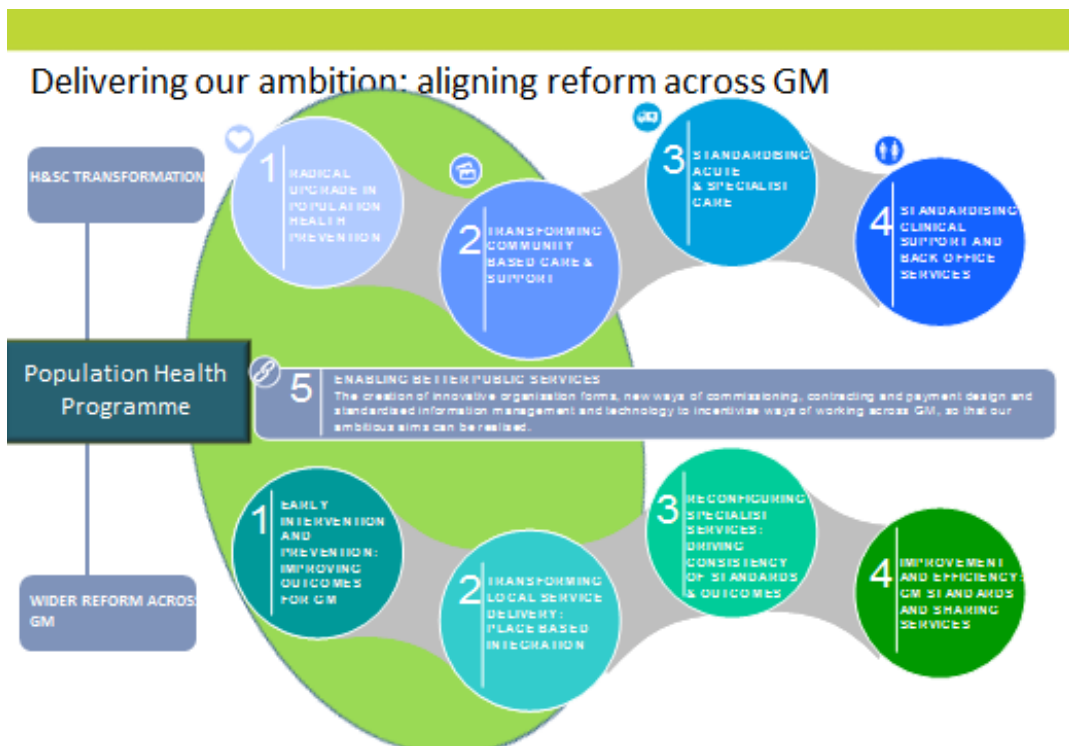 Delivering our ambition: aligning reform across GM
H&SC TRANSFORMATION
1
RADICAL
UPGRADE IN
POPULATION
HEALTH
PREVENTION
2
TRANSFORMING
COMMUNITY
BASED CARE &
SUPPORT
3
STANDARDISING
ACUTE
& SPECIALIST
CARE
4
STANDARDISING
CLINICAL
SUPPORT AND
BACK OFFICE
SERVICES
Population Health
Programme
5
ENABLING BETTER PUBLIC SERVICES
The creation of innovative organisation forms, new ways of commissioning, contracting and payment design and
standardised information management and technology to incentivise ways of working across GM, so that our
ambitious aims can be realised.
WIDER REFORM ACROSS
GM
1
EARLY
INTERVENTION
AND
PREVENTION:
IMPROVING
OUTCOMES
FOR GM
2
TRANSFORMING
LOCAL SERVICE
DELIVERY:
PLACE BASED
INTEGRATION
3
RECONFIGURING
SPECIALIST
SERVICES:
DRIVING
CONSISTENCY
OF STANDARDS
& OUTCOMES
4
IMPROVEMENT
AND EFFICIENCY:
GM STANDARDS
AND SHARING
SERVICES